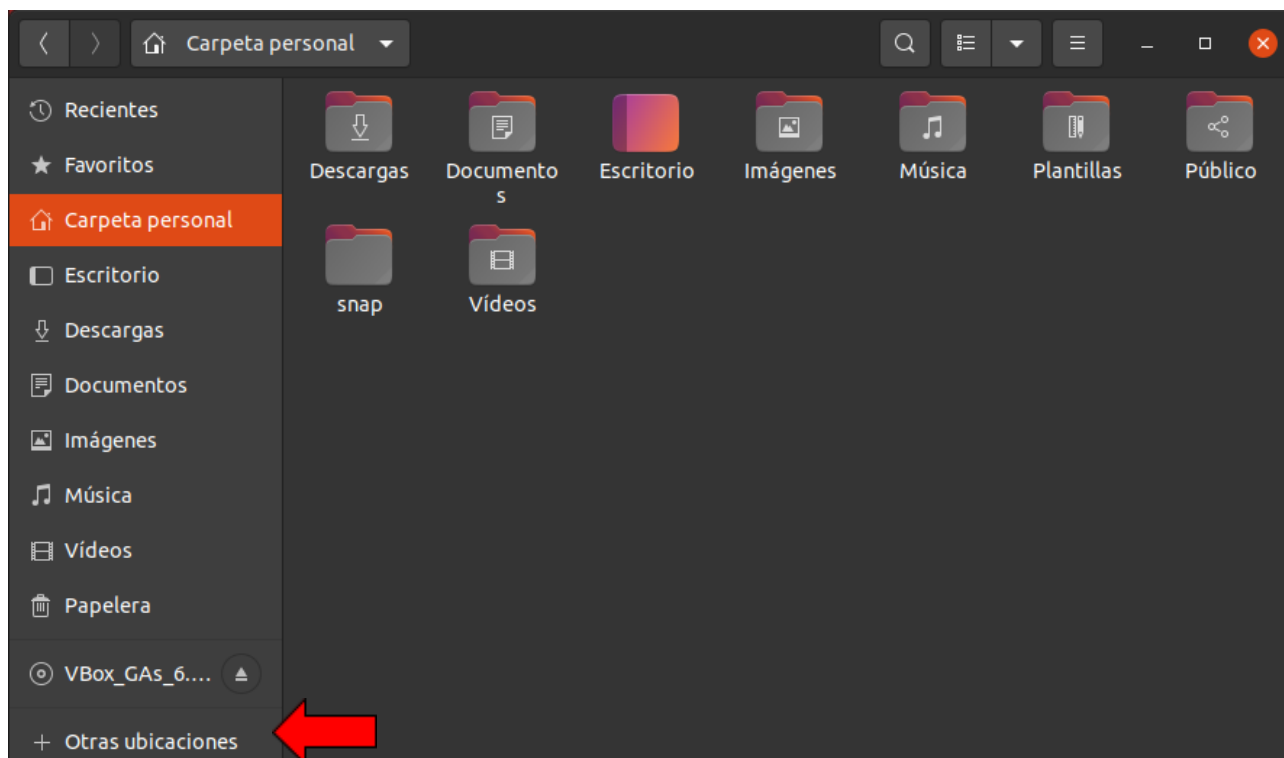 Carpeta personal
Recientes
Favoritos
Carpeta personal
Escritorio
Descargas
Documentos
Imágenes
Música
Vídeos
Papelera
VBox_GAs_6....
Otras ubicaciones
Descargas
Documento
s
Escritorio
Imágenes
Música
Plantillas
Público
snap
Vídeos